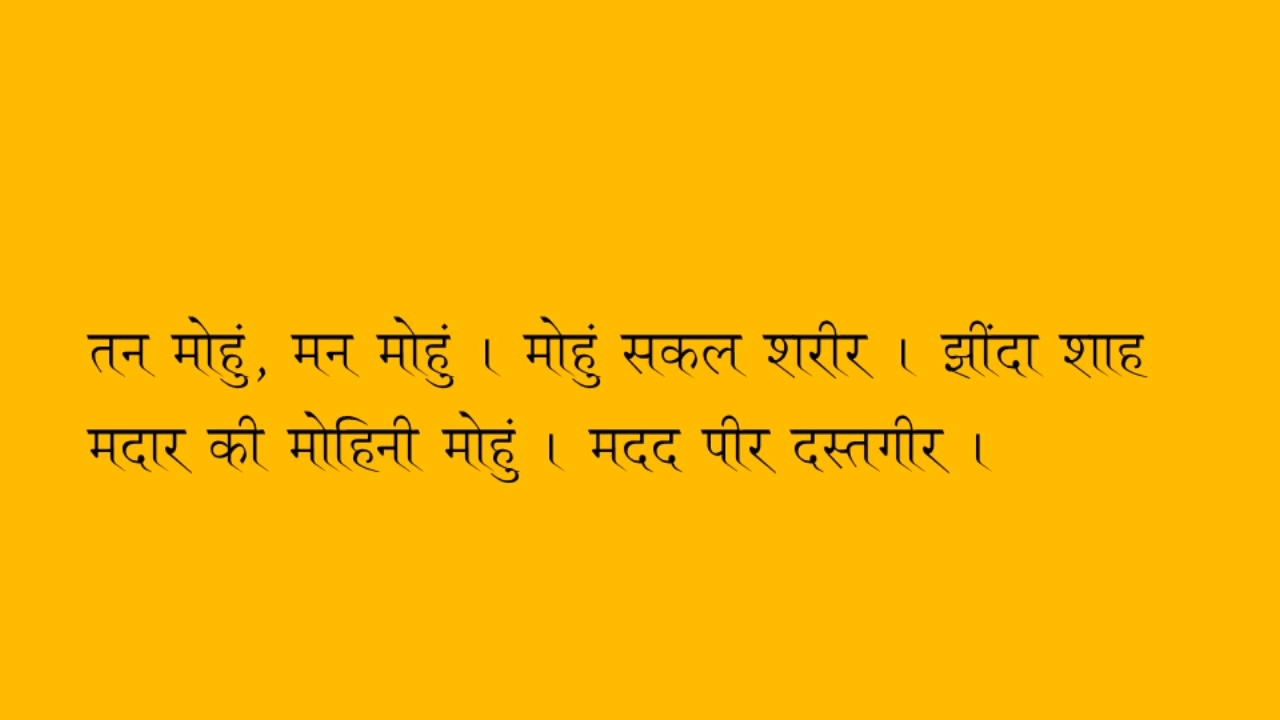 तन मोहुं, मन मोहुं । मोहुं सकल शरीर । झींदा शाह
मदार की मोहिनी मोहुं । मदद पीर दस्तगीर ।